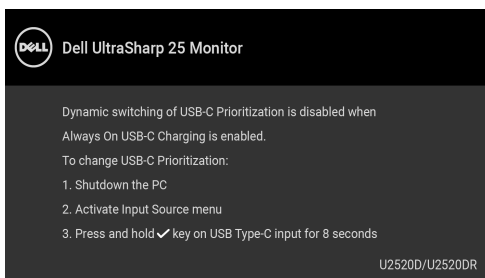 DELL Dell UltraSharp 25 Monitor
Dynamic switching of USB-C Prioritization is disabled when
Always On USB-C Charging is enabled.
To change USB-C Prioritization:
1. Shutdown the PC
2. Activate Input Source menu
3. Press and hold ✓ key on USB Type-C input for 8 seconds
U2520D/U2520DR